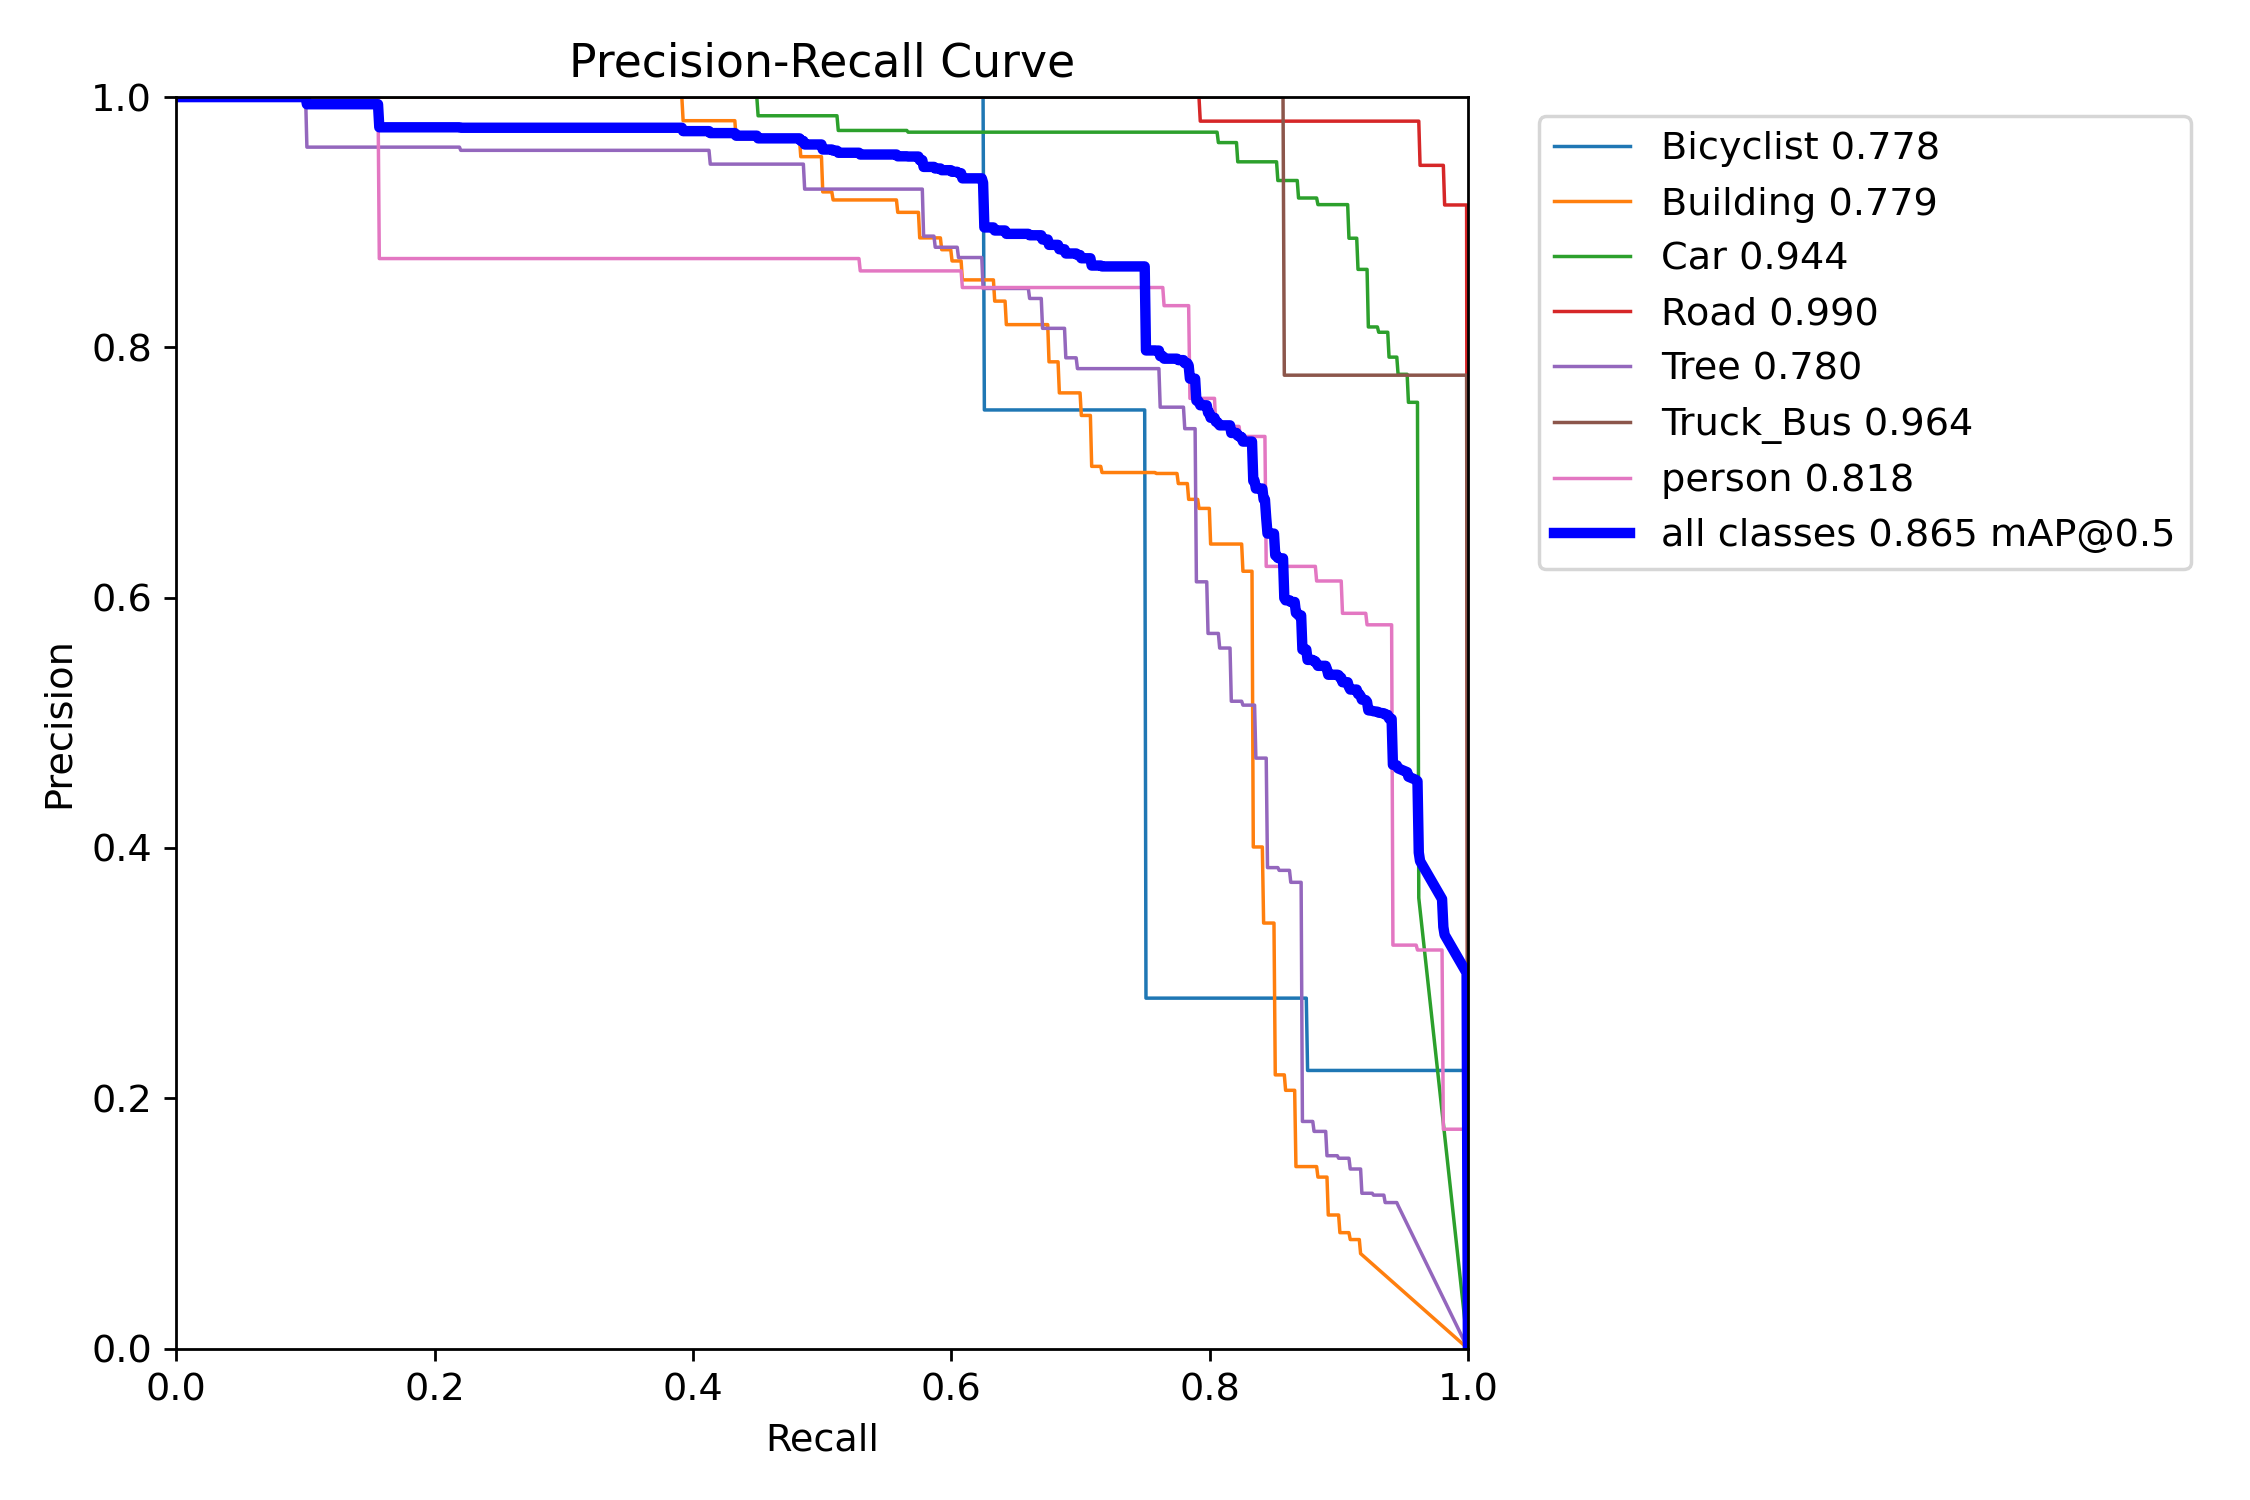 Precision-Recall Curve
1.0
0.8
0.6
0.4
0.2
0.0
Precision
0.0 0.2 0.4 0.6 0.8 1.0
Recall
Bicyclist 0.778
Building 0.779
Car 0.944
Road 0.990
Tree 0.780
Truck_Bus 0.964
person 0.818
all classes 0.865 mAP@0.5